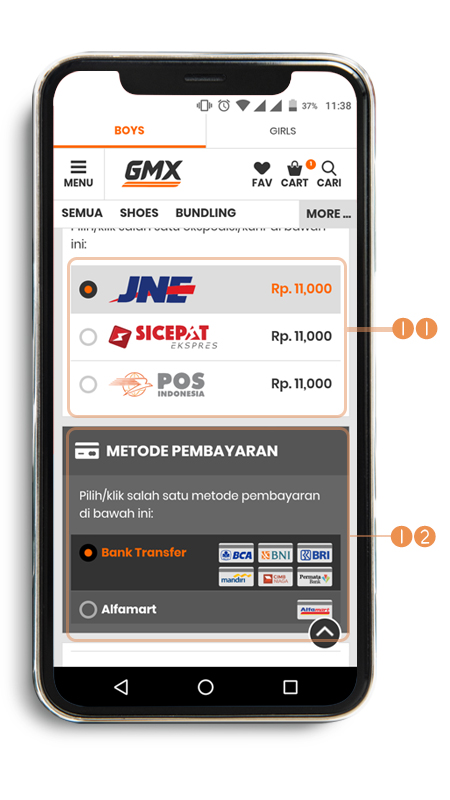 37% 11:38
BOYS GIRLS
MENU GMX FAV CART 1 CARI
SEMUA SHOES BUNDLING MORE ...
Pilih/klik salah satu ekspedisi/kurir di bawah
ini:
JNE Rp. 11,000
11
SICEPAT EKSPRES Rp. 11,000
POS INDONESIA Rp. 11,000
METODE PEMBAYARAN
Pilih/klik salah satu metode pembayaran
di bawah ini:
12
Bank Transfer BCA BNI BRI
mandiri CIMB NIAGA Permata Bank
Alfamart Alfamart